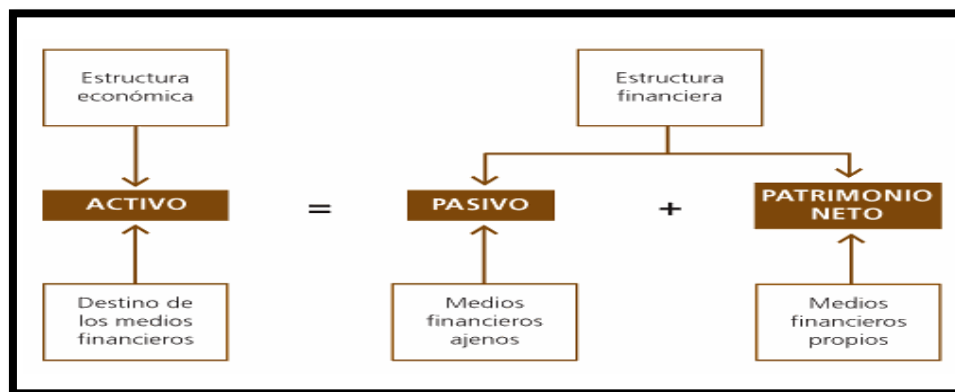 Estructura
económica
Estructura
financiera
ACTIVO
=
PASIVO
+
PATRIMONIO
NETO
Destino de
los medios
financieros
Medios
financieros
ajenos
Medios
financieros
propios